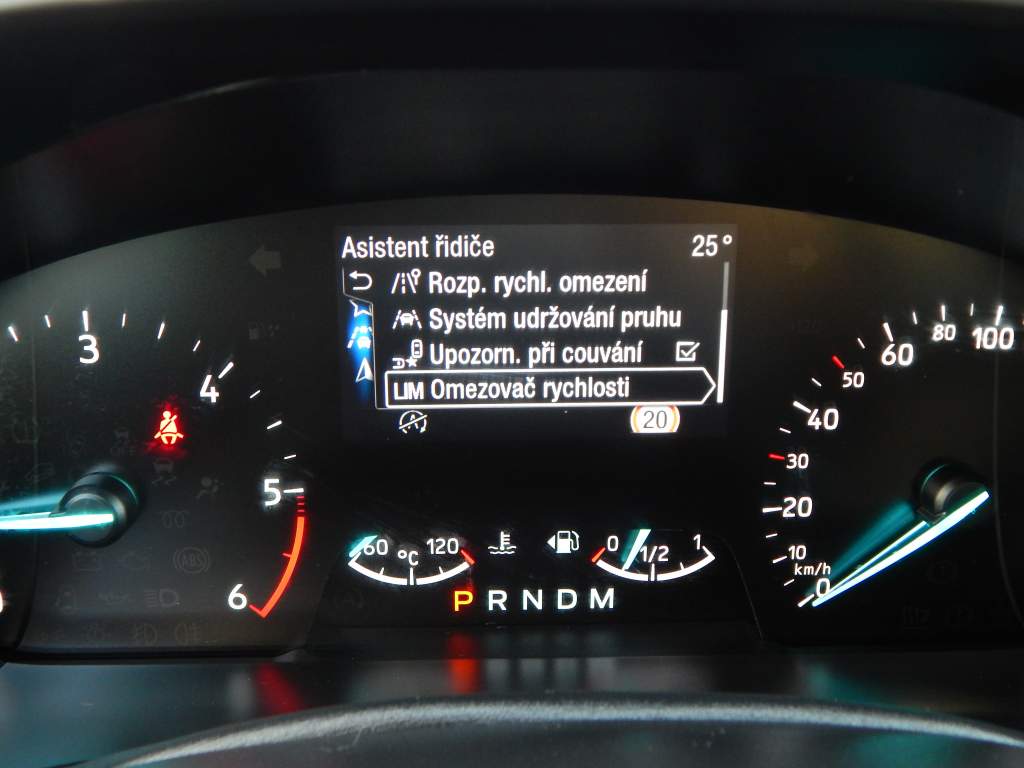 Asistent řidiče 25°
Rozp. rychl. omezení
Systém udržování pruhu
Upozorn. při couvání
LIM Omezovač rychlosti
20
3
4
5
6
60 °C 120
0 1/2 1
P R N D M
0
10
20
30
40
50
60
80
100
km/h
ABS